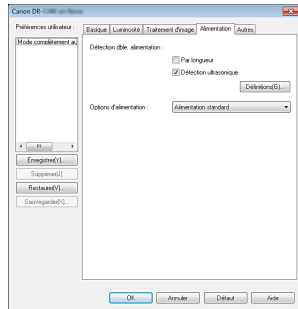 Canon DR-
Préférences utilisateur :
Mode complètement au
Enregistrer(Y)...
Supprimer(J)
Restaurer(V)...
Sauvegarder(X)...
Basique Luminosité Traitement d'image Alimentation Autres
Détection dble. alimentation :
Par longueur
Détection ultrasonique
Définitions(G)...
Options d'alimentation : Alimentation standard
OK Annuler Défaut Aide